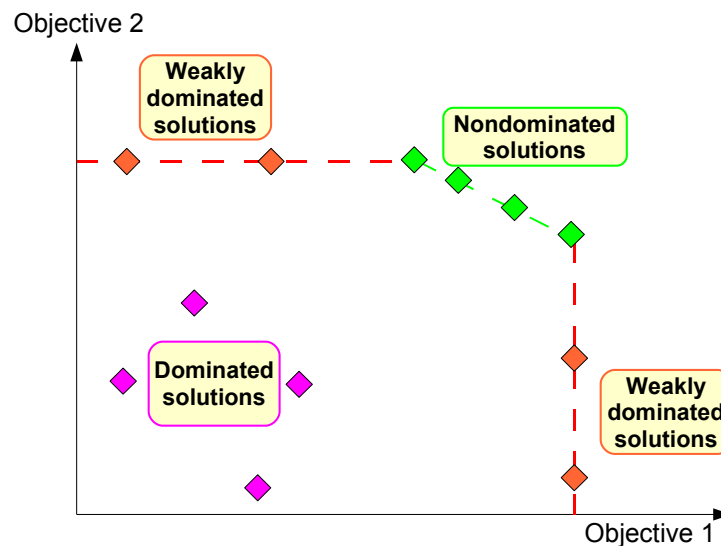 Objective 2
Weakly
dominated
solutions
Nondominated
solutions
Dominated
solutions
Weakly
dominated
solutions
Objective 1